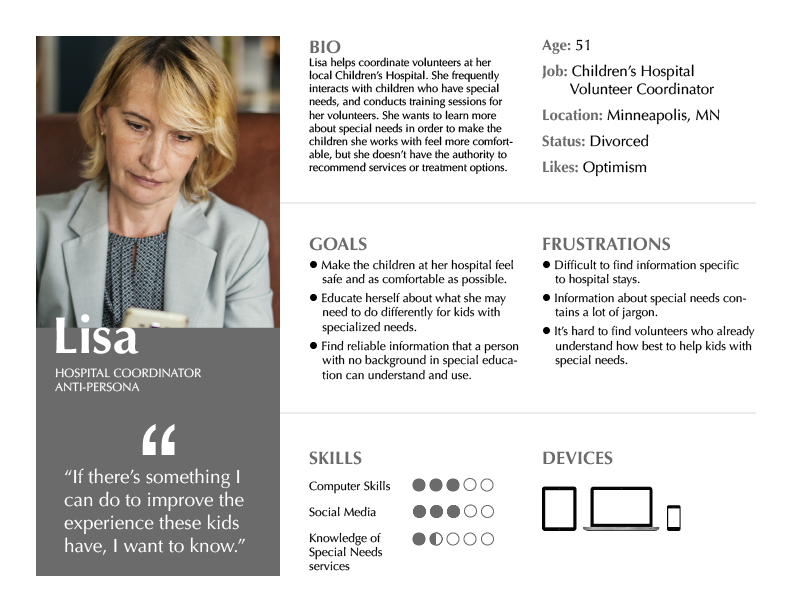 BIO
Lisa helps coordinate volunteers at her
local Children's Hospital. She frequently
interacts with children who have special
needs, and conducts training sessions for
her volunteers. She wants to learn more
about special needs in order to make the
children she works with feel more comfort-
able, but she doesn't have the authority to
recommend services or treatment options.
Age: 51
Job: Children's Hospital
Volunteer Coordinator
Location: Minneapolis, MN
Status: Divorced
Likes: Optimism
GOALS
● Make the children at her hospital feel
safe and as comfortable as possible.
● Educate herself about what she may
need to do differently for kids with
specialized needs.
● Find reliable information that a person
with no background in special educa-
tion can understand and use.
FRUSTRATIONS
● Difficult to find information specific
to hospital stays.
● Information about special needs con-
tains a lot of jargon.
● It's hard to find volunteers who already
understand how best to help kids with
special needs.
Lisa
HOSPITAL COORDINATOR
ANTI-PERSONA
“
“If there's something I
can do to improve the
experience these kids
have, I want to know.”
SKILLS
Computer Skills
Social Media
Knowledge of
Special Needs
services
DEVICES